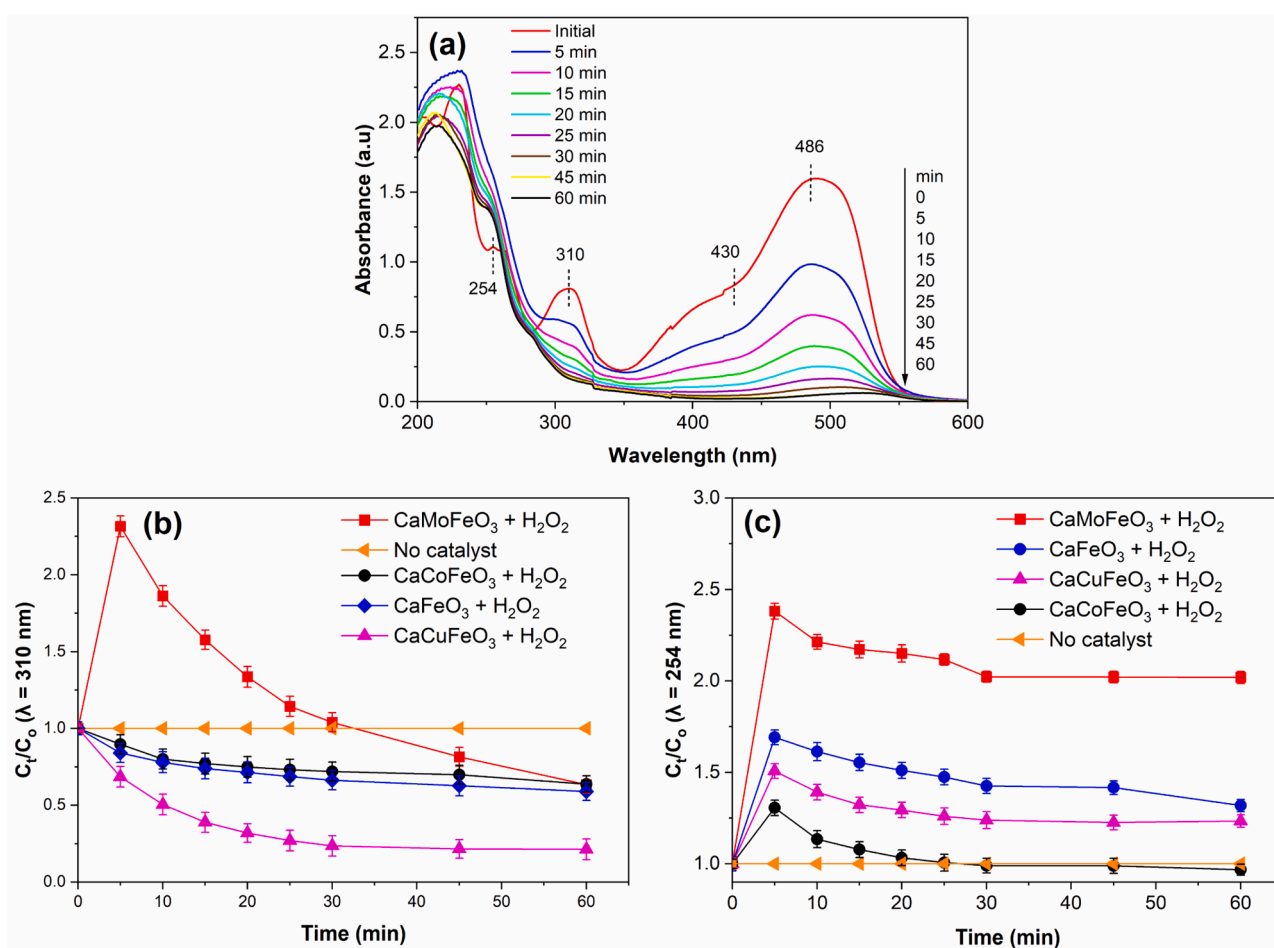 (a)
Initial
5 min
10 min
15 min
20 min
25 min
30 min
45 min
60 min
2.5
2.0
1.5
1.0
0.5
0.0
Absorbance (a.u)
254
310
430
486
min
0
5
10
15
20
25
30
45
60
200
300
400
500
600
Wavelength (nm)
(b)
CaMoFeO₃ + H₂O₂
No catalyst
CaCoFeO₃ + H₂O₂
CaFeO₃ + H₂O₂
CaCuFeO₃ + H₂O₂
2.5
2.0
1.5
1.0
0.5
0.0
Cₜ/Cₒ (λ = 310 nm)
0
10
20
30
40
50
60
Time (min)
(c)
CaMoFeO₃ + H₂O₂
CaFeO₃ + H₂O₂
CaCuFeO₃ + H₂O₂
CaCoFeO₃ + H₂O₂
No catalyst
3.0
2.5
2.0
1.5
1.0
Cₜ/Cₒ (λ = 254 nm)
0
10
20
30
40
50
60
Time (min)